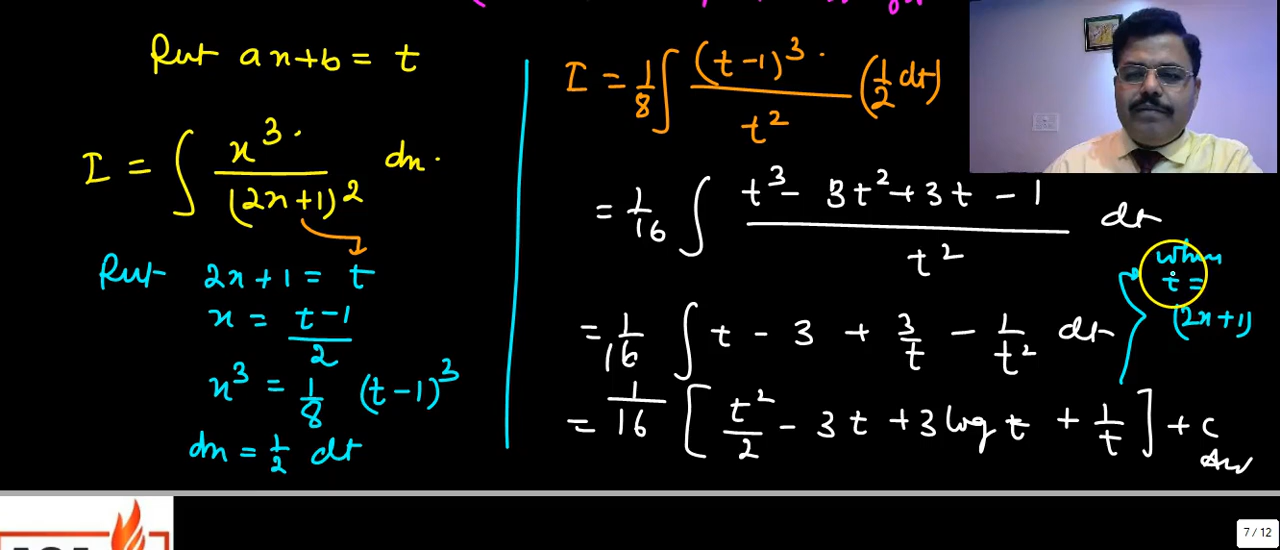 Put ax+b = t
I = ∫ x³ / (2x+1)² dx.
Put 2x+1 = t
x = (t-1)/2
x³ = 1/8 (t-1)³
dx = 1/2 dt
I = 1/8 ∫ (t-1)³ / t² (1/2 dt)
= 1/16 ∫ (t³ - 3t² + 3t - 1) / t² dt
= 1/16 ∫ t - 3 + 3/t - 1/t² dt
= 1/16 [ t²/2 - 3t + 3 log t + 1/t ] + c
Ans
when
t =
(2x+1)
7 / 12